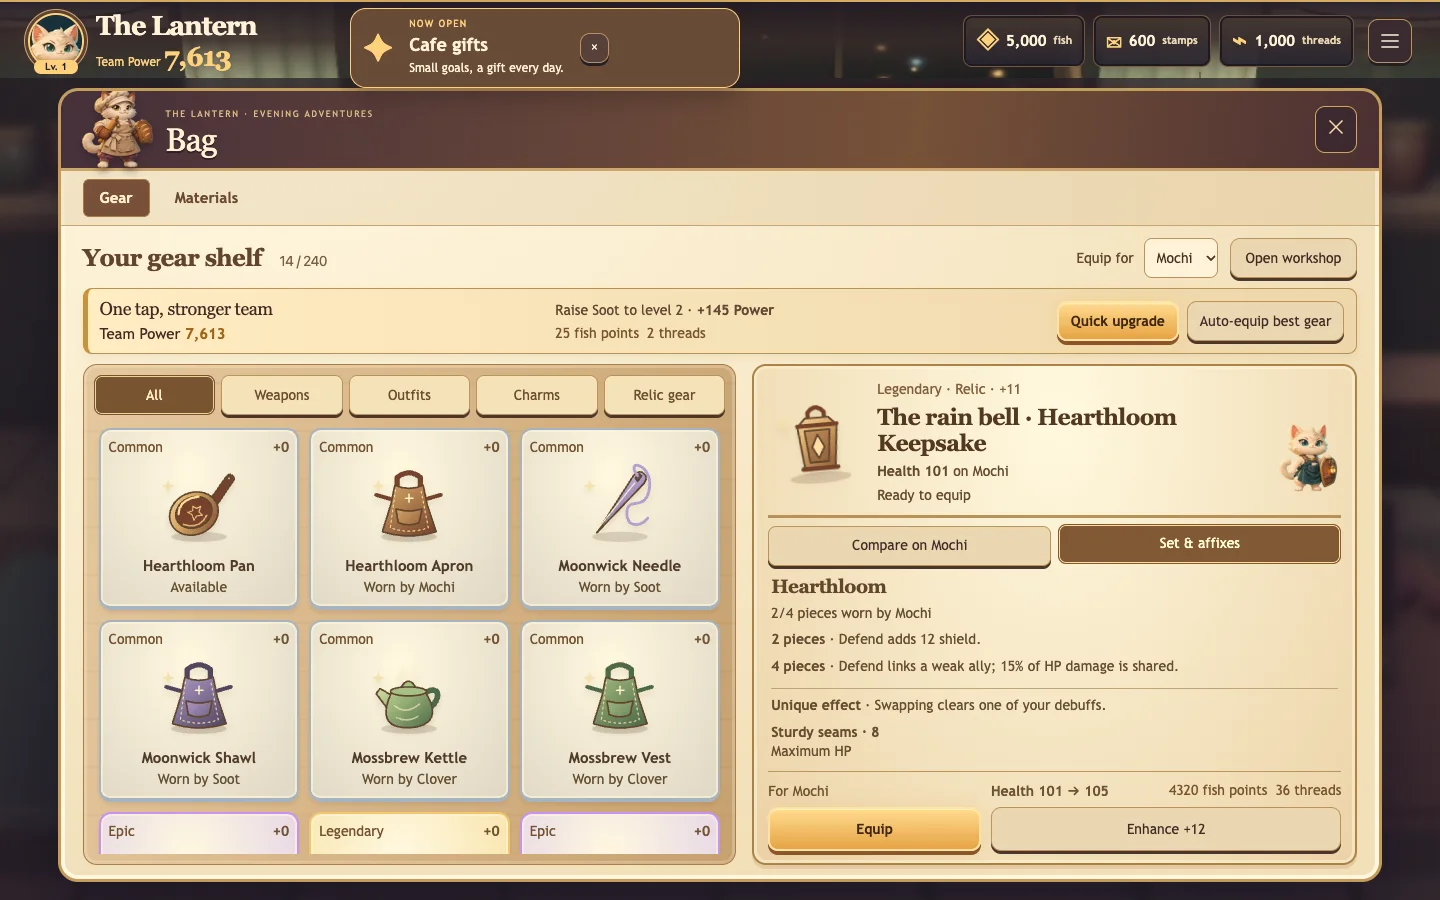 The Lantern
Team Power 7,613
Lv. 1
NOW OPEN
Cafe gifts
Small goals, a gift every day.
×
5,000 fish
600 stamps
1,000 threads
THE LANTERN · EVENING ADVENTURES
Bag
Gear
Materials
Your gear shelf 14 / 240
Equip for
Mochi
Open workshop
One tap, stronger team
Team Power 7,613
Raise Soot to level 2 · +145 Power
25 fish points 2 threads
Quick upgrade
Auto-equip best gear
All
Weapons
Outfits
Charms
Relic gear
Common +0
Hearthloom Pan
Available
Common +0
Hearthloom Apron
Worn by Mochi
Common +0
Moonwick Needle
Worn by Soot
Common +0
Moonwick Shawl
Worn by Soot
Common +0
Mossbrew Kettle
Worn by Clover
Common +0
Mossbrew Vest
Worn by Clover
Epic +0
Legendary +0
Epic +0
Legendary · Relic · +11
The rain bell · Hearthloom
Keepsake
Health 101 on Mochi
Ready to equip
Compare on Mochi
Set & affixes
Hearthloom
2/4 pieces worn by Mochi
2 pieces · Defend adds 12 shield.
4 pieces · Defend links a weak ally; 15% of HP damage is shared.
Unique effect · Swapping clears one of your debuffs.
Sturdy seams · 8
Maximum HP
For Mochi
Health 101 → 105
4320 fish points 36 threads
Equip
Enhance +12